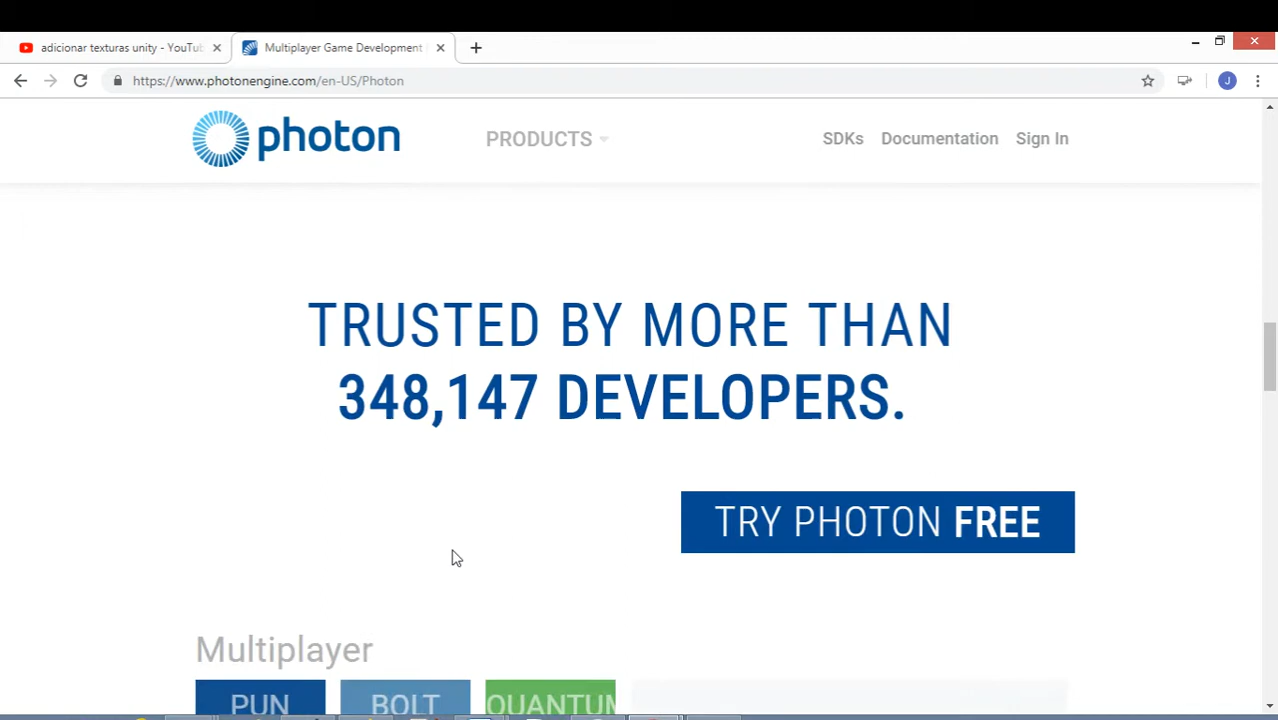 adicionar texturas unity - YouTub
Multiplayer Game Development
https://www.photonengine.com/en-US/Photon
J
photon
PRODUCTS
SDKs
Documentation
Sign In
TRUSTED BY MORE THAN
348,147 DEVELOPERS.
TRY PHOTON FREE
Multiplayer
PUN
BOLT
QUANTUM